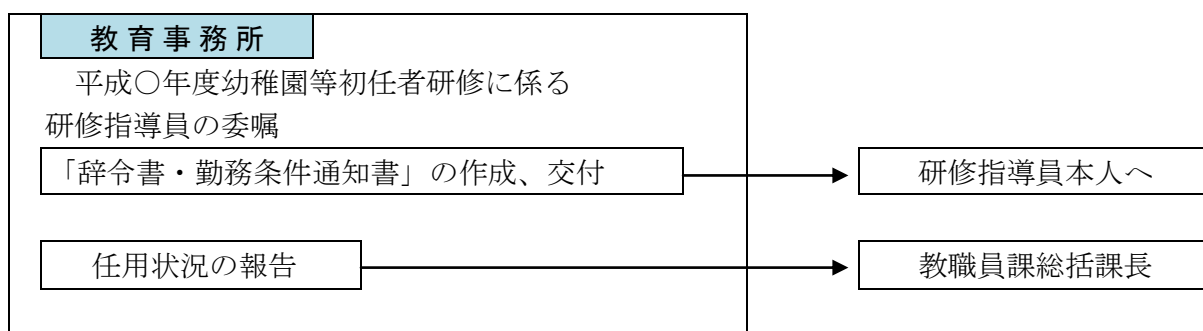 教育事務所
平成○年度幼稚園等初任者研修に係る
研修指導員の委嘱
「辞令書・勤務条件通知書」の作成、交付
研修指導員本人へ
任用状況の報告
教職員課総括課長